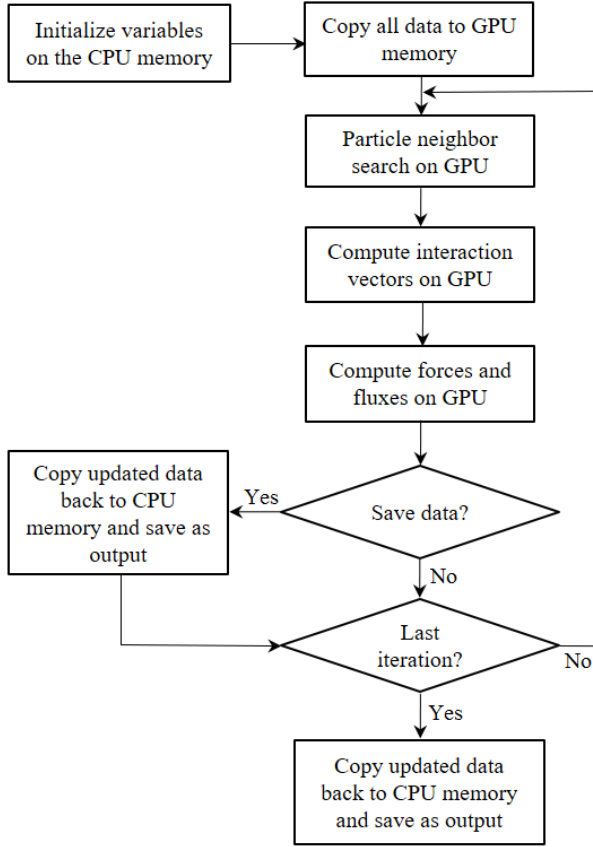 Initialize variables
on the CPU memory
Copy all data to GPU
memory
Particle neighbor
search on GPU
Compute interaction
vectors on GPU
Compute forces and
fluxes on GPU
Copy updated data
back to CPU
memory and save as
output
Yes
Save data?
No
Last
iteration?
No
Yes
Copy updated data
back to CPU memory
and save as output